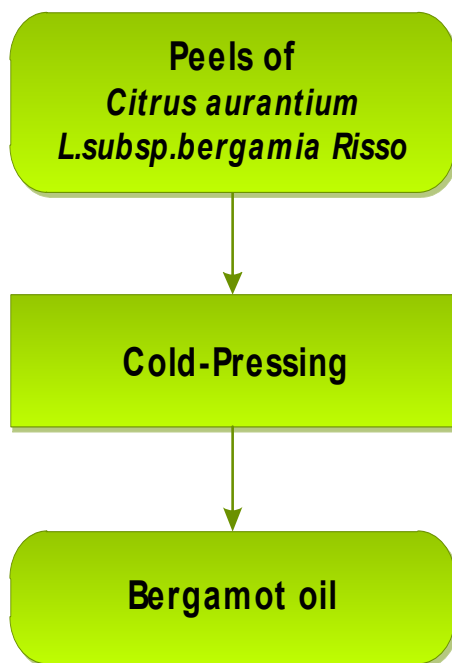 Peels of
Citrus aurantium
L.subsp.bergamia Risso
Cold-Pressing
Bergamot oil